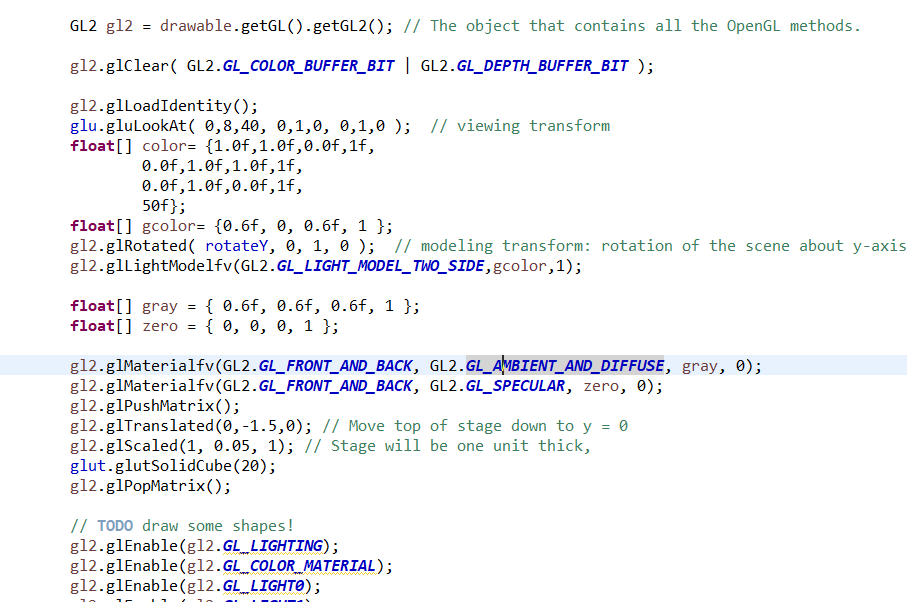 GL2 gl2 = drawable.getGL().getGL2(); // The object that contains all the OpenGL methods.
gl2.glClear( GL2.GL_COLOR_BUFFER_BIT | GL2.GL_DEPTH_BUFFER_BIT );
gl2.glLoadIdentity();
glu.gluLookAt( 0,8,40, 0,1,0, 0,1,0 );  // viewing transform
float[] color= {1.0f,1.0f,0.0f,1f,
0.0f,1.0f,1.0f,1f,
0.0f,1.0f,0.0f,1f,
50f};
float[] gcolor= {0.6f, 0, 0.6f, 1 };
gl2.glRotated( rotateY, 0, 1, 0 );  // modeling transform: rotation of the scene about y-axis
gl2.glLightModelfv(GL2.GL_LIGHT_MODEL_TWO_SIDE,gcolor,1);
float[] gray = { 0.6f, 0.6f, 0.6f, 1 };
float[] zero = { 0, 0, 0, 1 };
gl2.glMaterialfv(GL2.GL_FRONT_AND_BACK, GL2.GL_AMBIENT_AND_DIFFUSE, gray, 0);
gl2.glMaterialfv(GL2.GL_FRONT_AND_BACK, GL2.GL_SPECULAR, zero, 0);
gl2.glPushMatrix();
gl2.glTranslated(0,-1.5,0); // Move top of stage down to y = 0
gl2.glScaled(1, 0.05, 1); // Stage will be one unit thick,
glut.glutSolidCube(20);
gl2.glPopMatrix();
// TODO draw some shapes!
gl2.glEnable(gl2.GL_LIGHTING);
gl2.glEnable(gl2.GL_COLOR_MATERIAL);
gl2.glEnable(gl2.GL_LIGHT0);